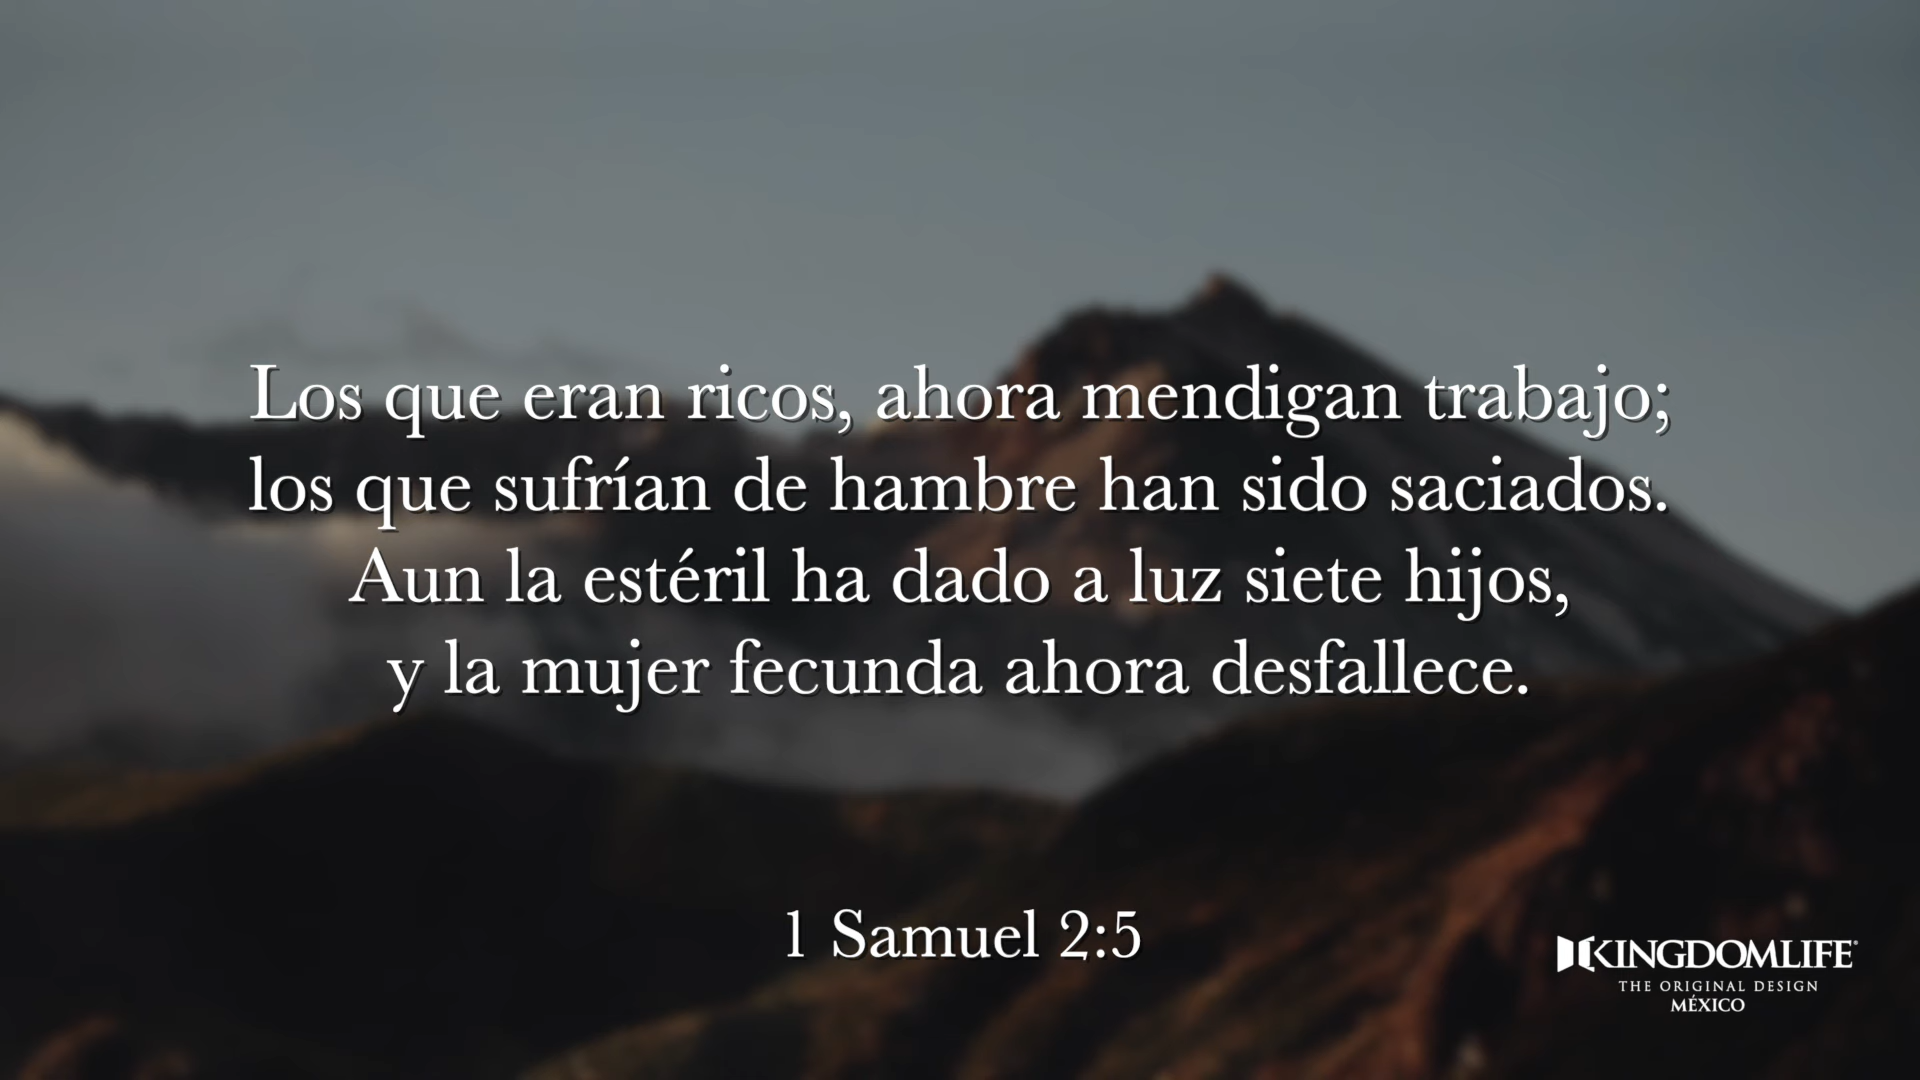 Los que eran ricos, ahora mendigan trabajo;
los que sufrían de hambre han sido saciados.
Aun la estéril ha dado a luz siete hijos,
y la mujer fecunda ahora desfallece.
1 Samuel 2:5
KINGDOMLIFE®
THE ORIGINAL DESIGN
MÉXICO